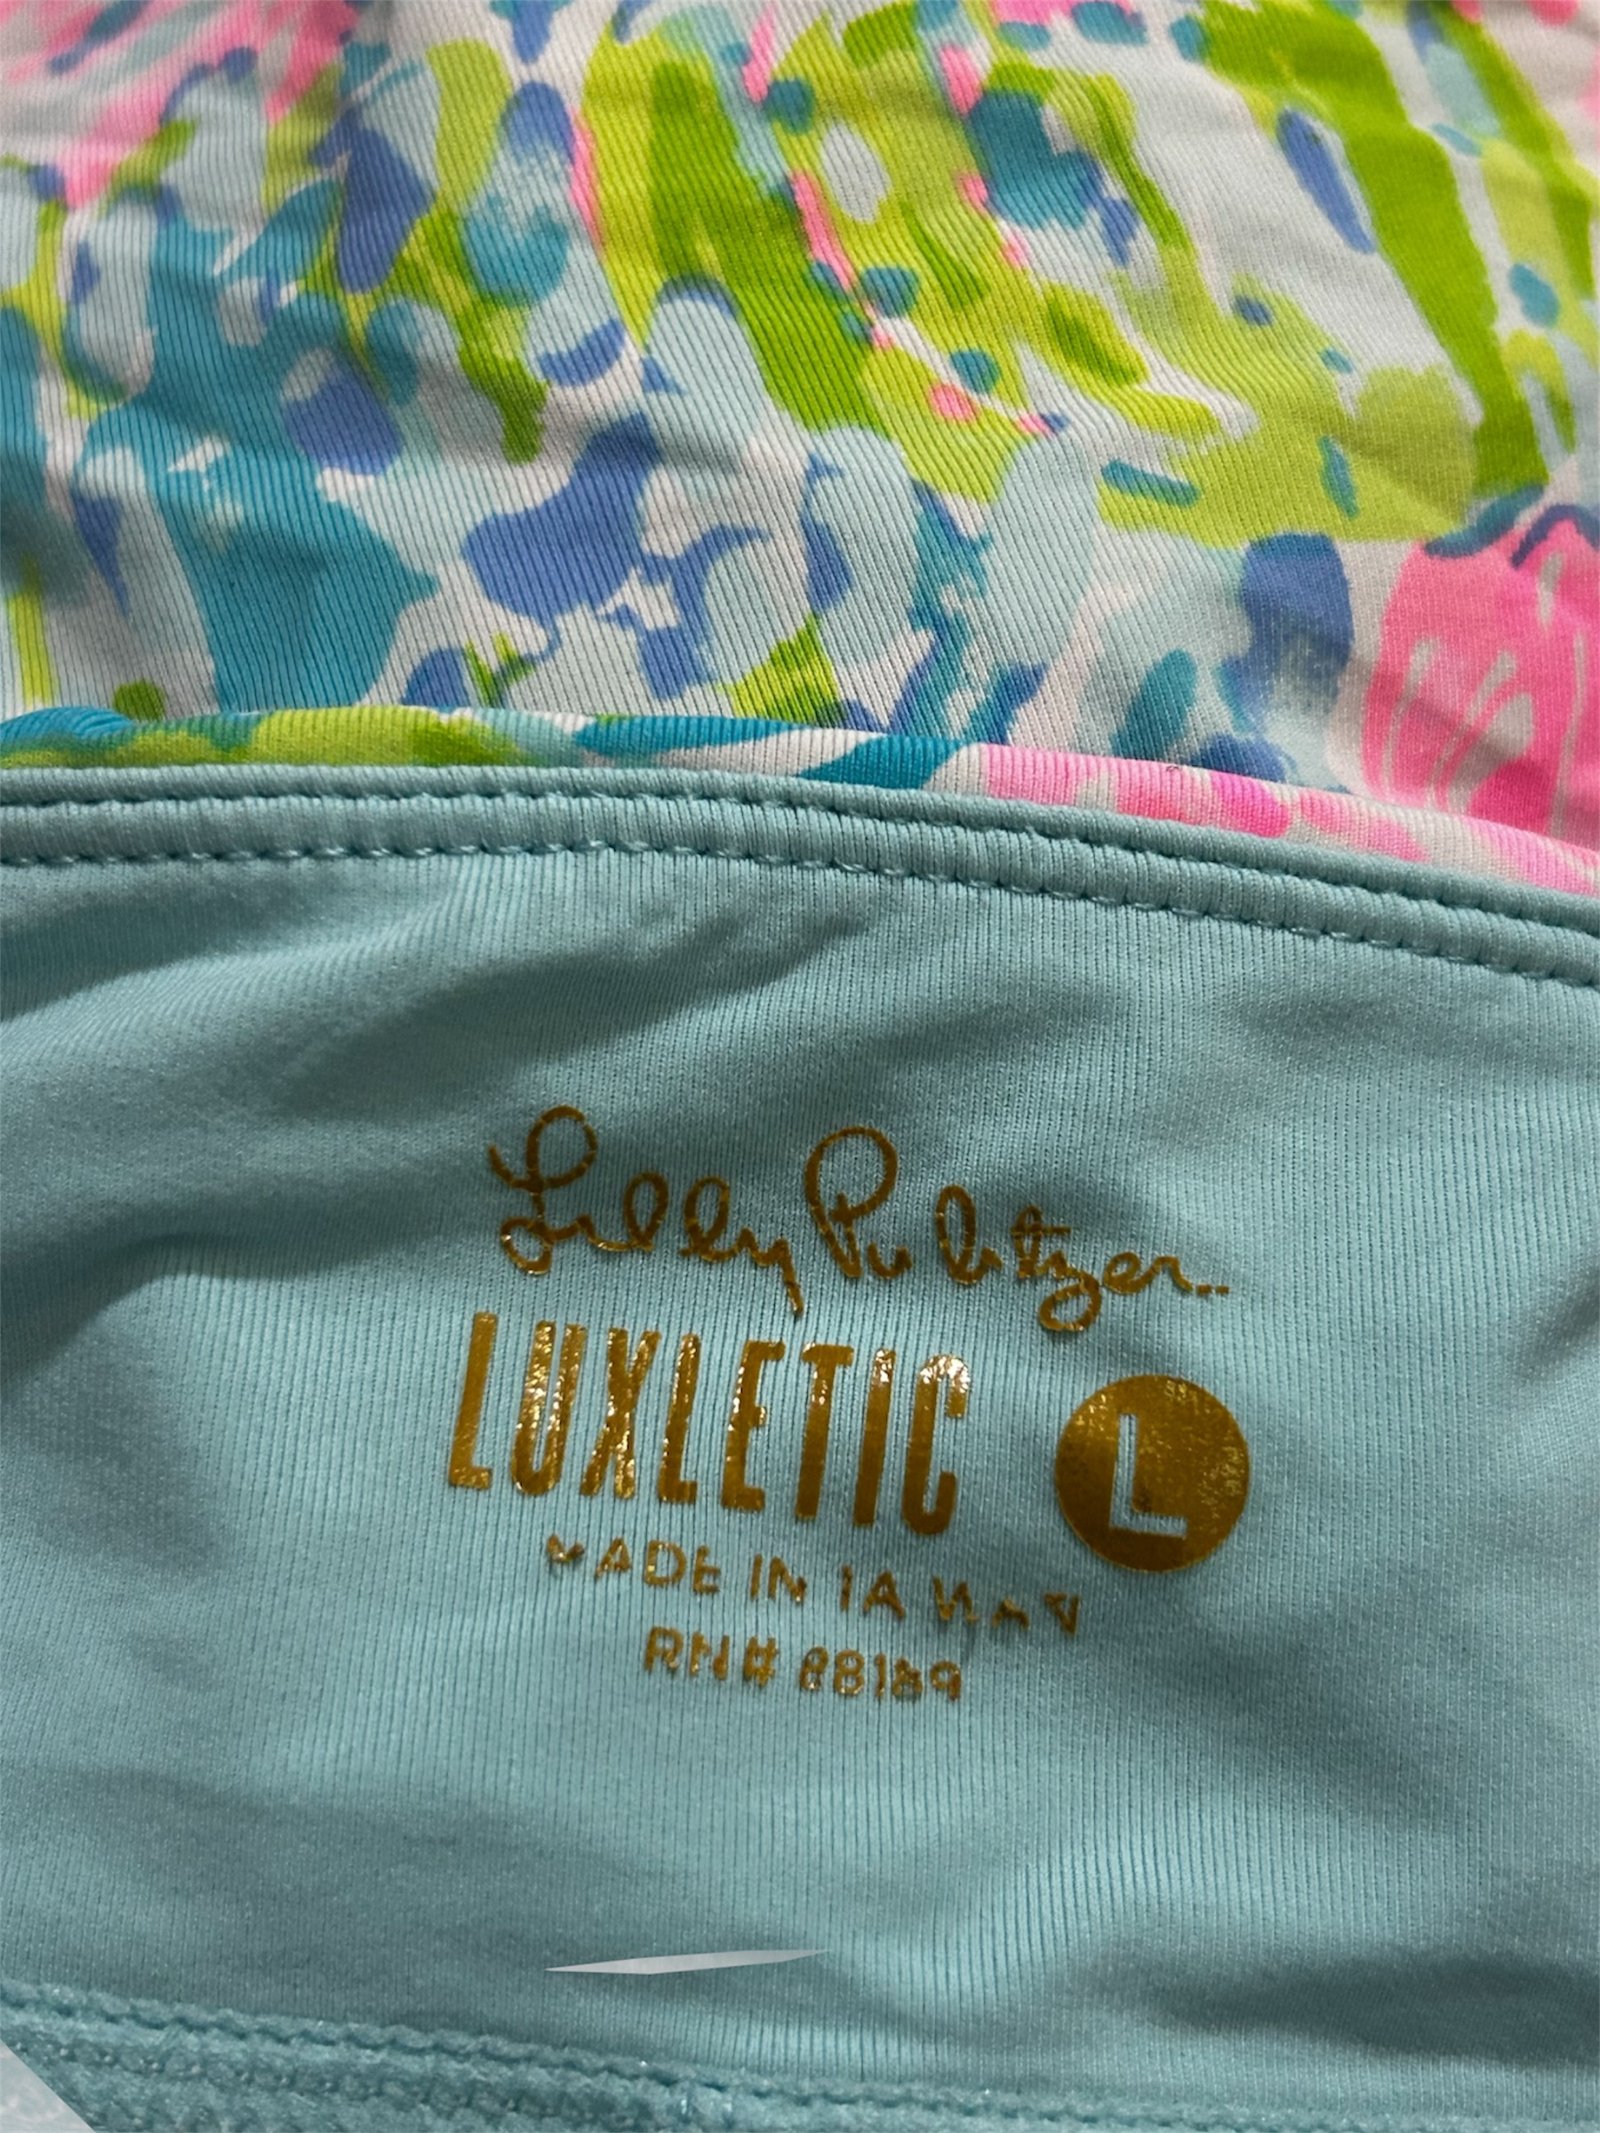 Lilly Pulitzer
LUXLETIC L
MADE IN TAIWAN
RN# 88189